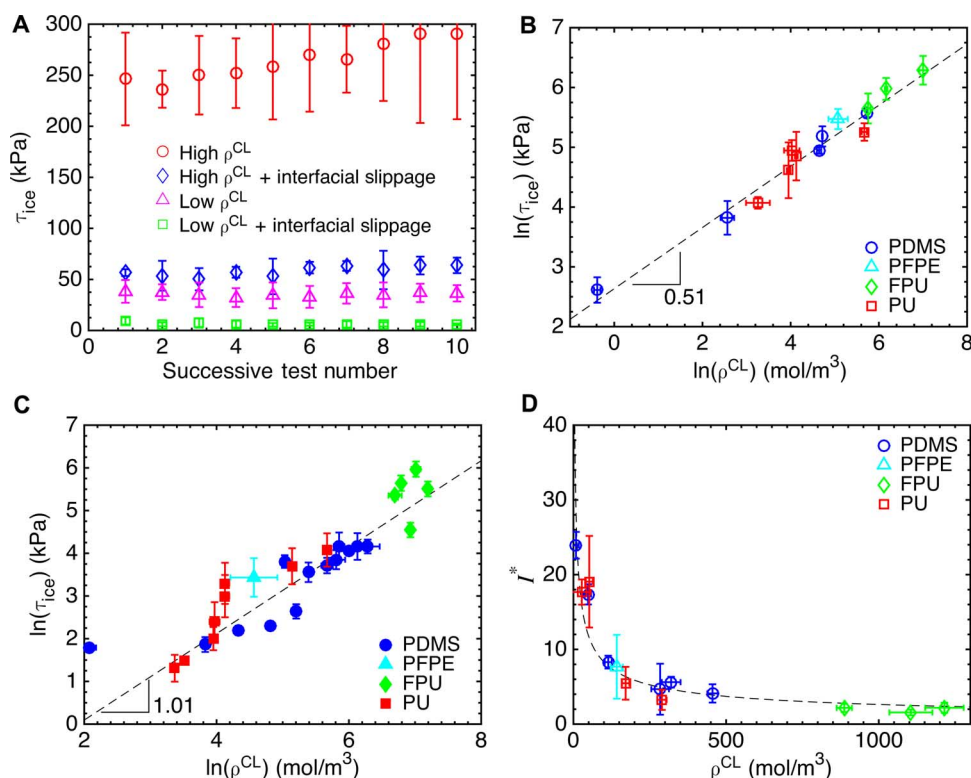 A
300
250
200
150
100
50
0
τice (kPa)
High ρCL
High ρCL + interfacial slippage
Low ρCL
Low ρCL + interfacial slippage
0 2 4 6 8 10
Successive test number
B
7
6
5
4
3
2
ln(τice) (kPa)
0.51
PDMS
PFPE
FPU
PU
0 2 4 6 8
ln(ρCL) (mol/m3)
C
7
6
5
4
3
2
1
0
ln(τice) (kPa)
1.01
PDMS
PFPE
FPU
PU
2 3 4 5 6 7 8
ln(ρCL) (mol/m3)
D
40
30
20
10
0
I*
PDMS
PFPE
FPU
PU
0 500 1000
ρCL (mol/m3)